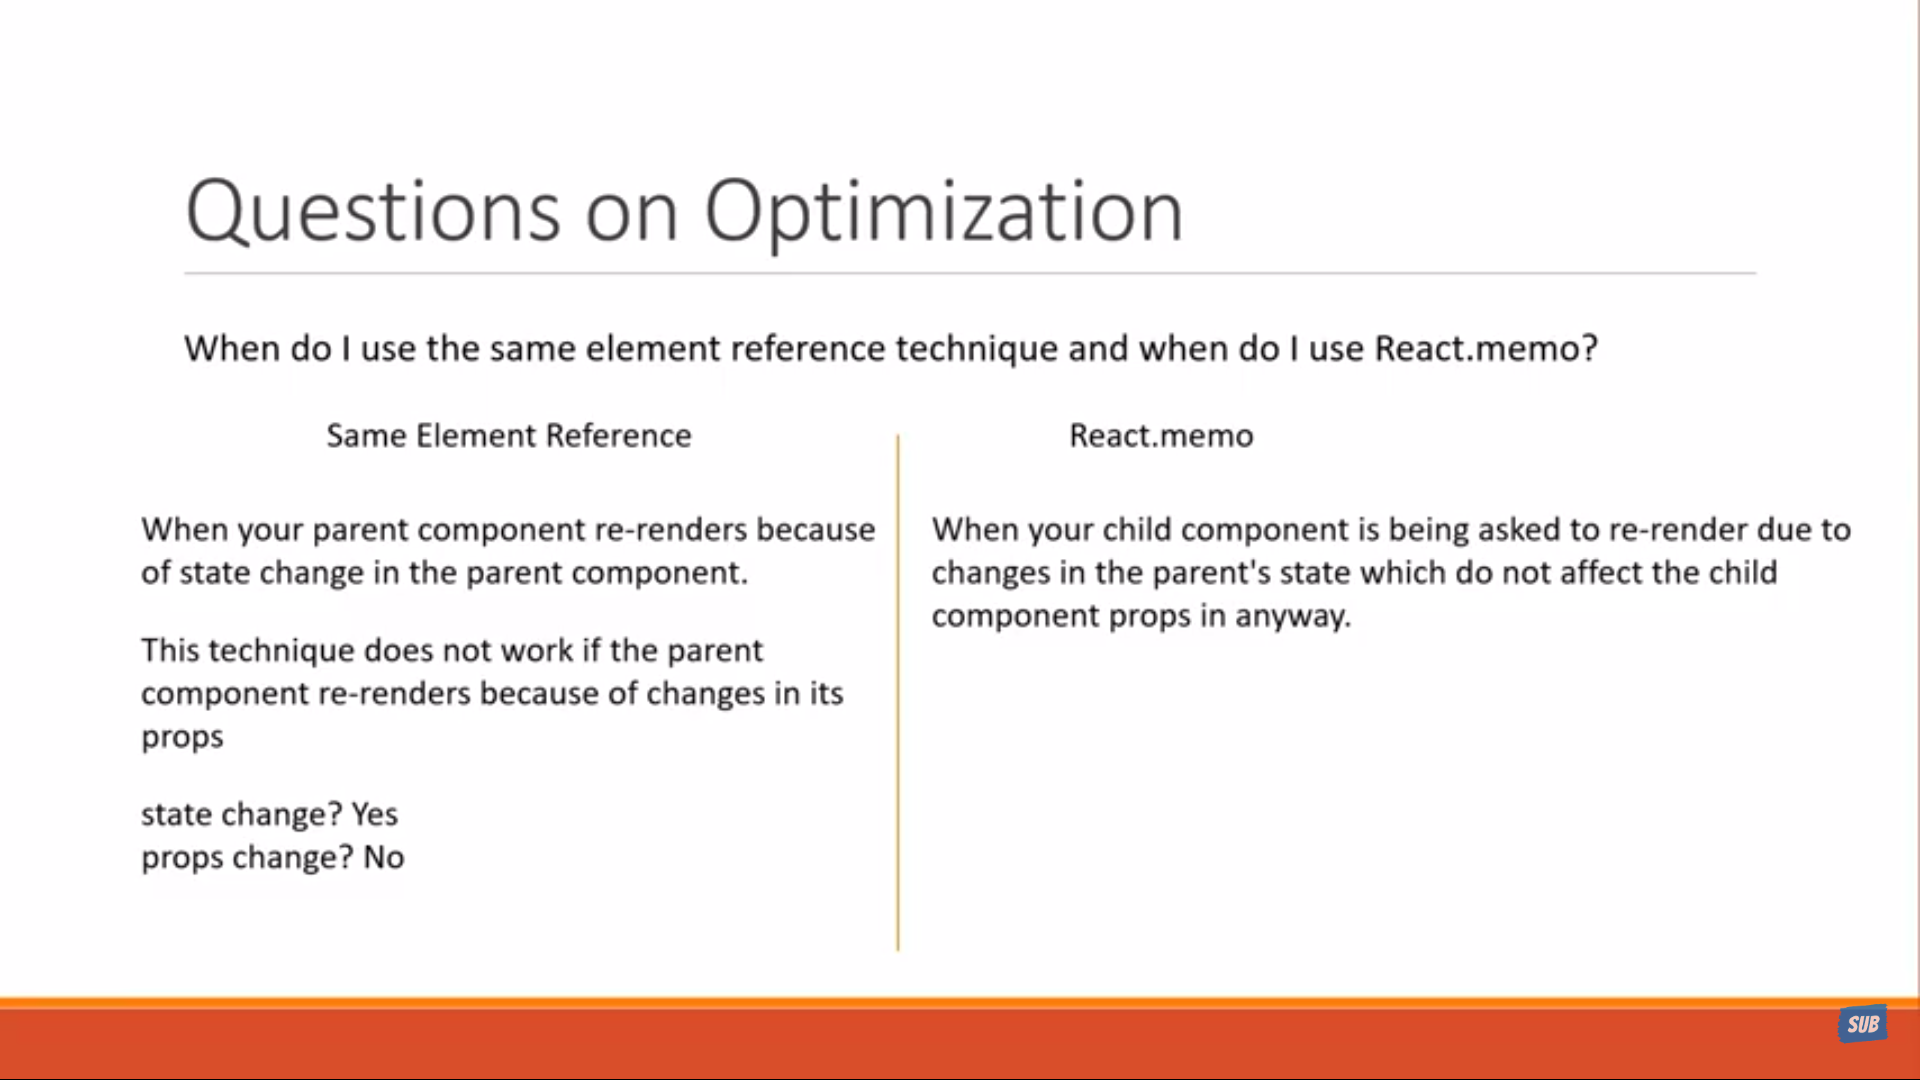 Questions on Optimization
When do I use the same element reference technique and when do I use React.memo?
Same Element Reference
When your parent component re-renders because
of state change in the parent component.
This technique does not work if the parent
component re-renders because of changes in its
props
state change? Yes
props change? No
React.memo
When your child component is being asked to re-render due to
changes in the parent's state which do not affect the child
component props in anyway.
SUB